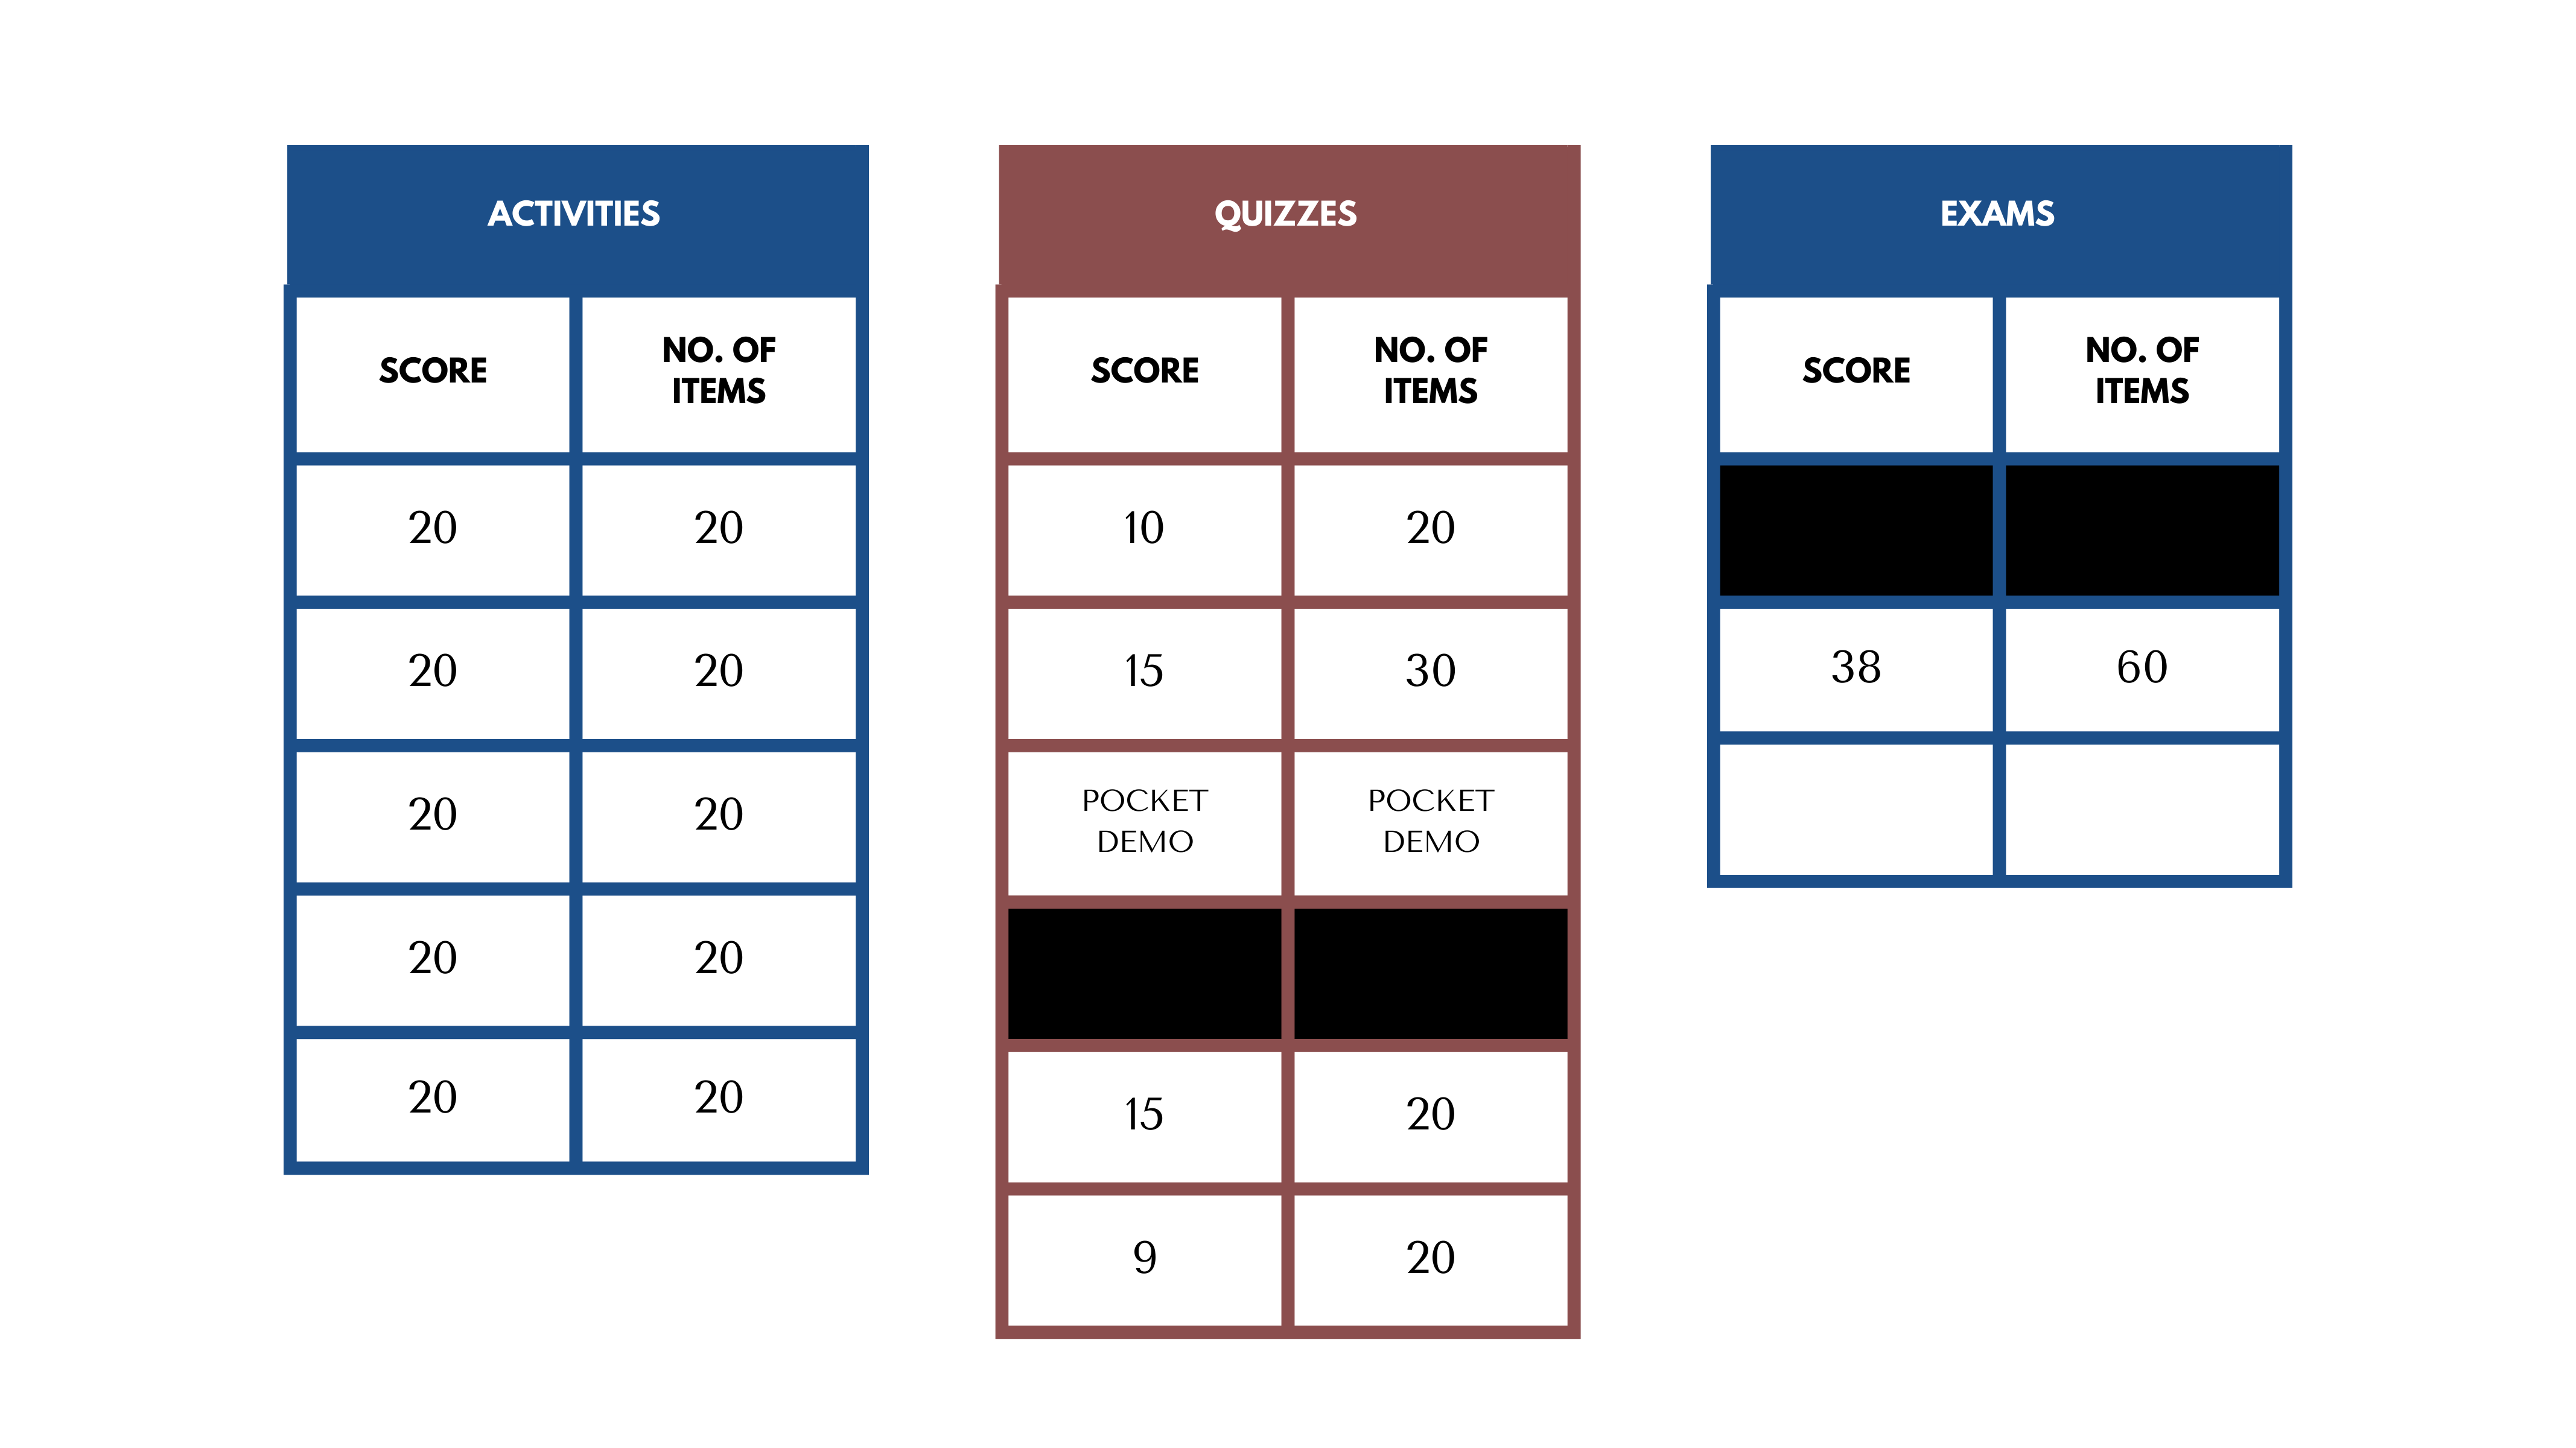 ACTIVITIES
SCORE
NO. OF
ITEMS
20 20
20 20
20 20
20 20
20 20
QUIZZES
SCORE
NO. OF
ITEMS
10 20
15 30
POCKET POCKET
DEMO DEMO
15 20
9 20
EXAMS
SCORE
NO. OF
ITEMS
38 60